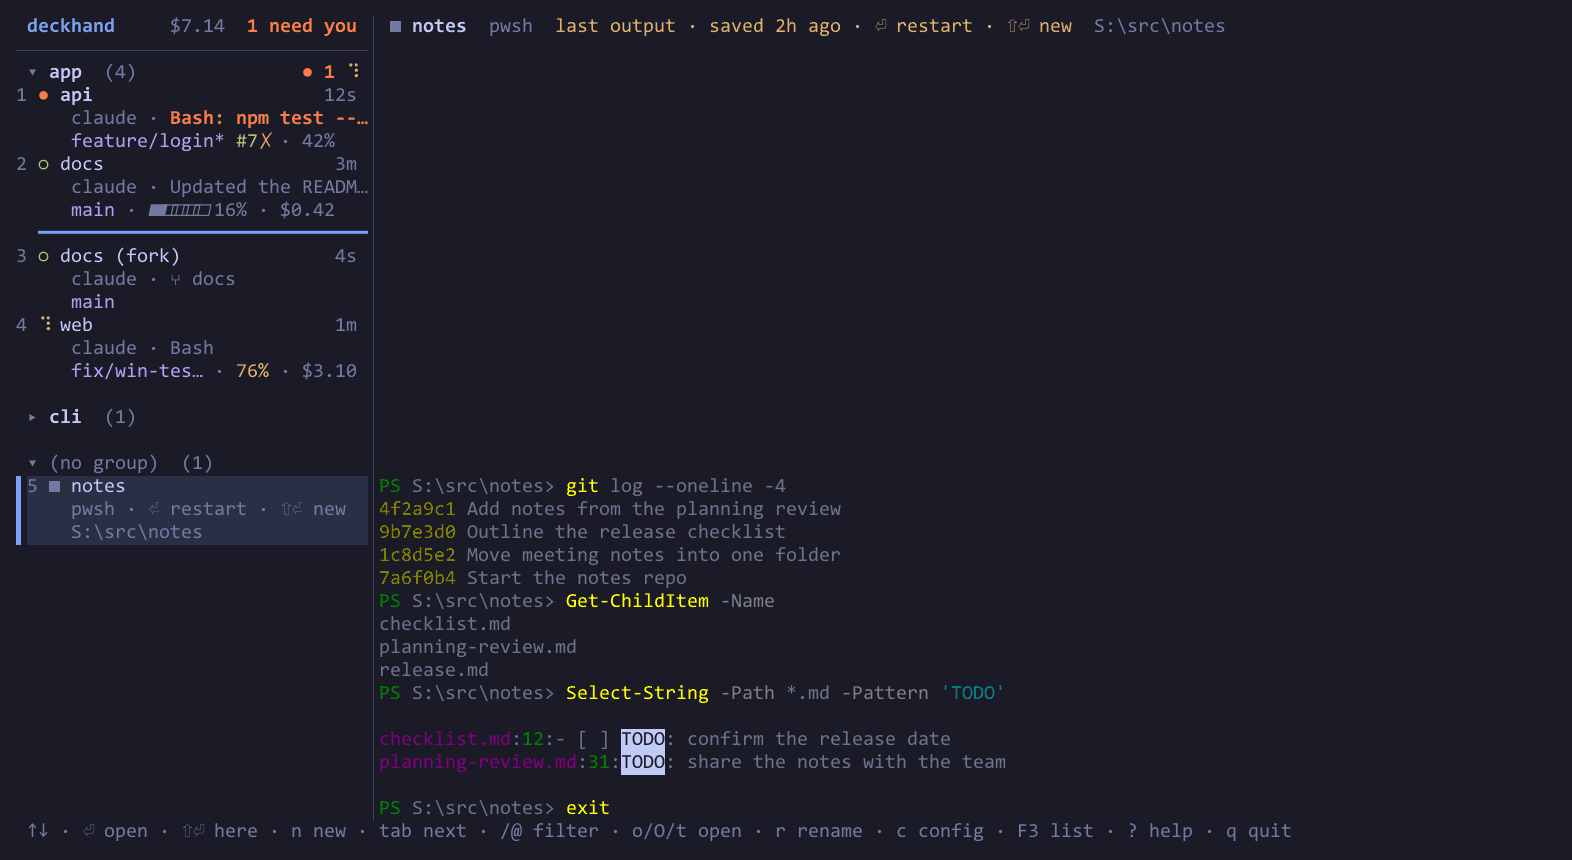 deckhand $7.14 1 need you
▾ app (4) ● 1 ⠹
1 ● api 12s
claude · Bash: npm test --…
feature/login* #7✗ · 42%
2 ○ docs 3m
claude · Updated the READM…
main · 16% · $0.42
3 ○ docs (fork) 4s
claude · ⑂ docs
main
4 ⠹ web 1m
claude · Bash
fix/win-tes… · 76% · $3.10
▸ cli (1)
▾ (no group) (1)
5 ■ notes
pwsh · ⏎ restart · ⇧⏎ new
S:\src\notes
■ notes pwsh last output · saved 2h ago · ⏎ restart · ⇧⏎ new S:\src\notes
PS S:\src\notes> git log --oneline -4
4f2a9c1 Add notes from the planning review
9b7e3d0 Outline the release checklist
1c8d5e2 Move meeting notes into one folder
7a6f0b4 Start the notes repo
PS S:\src\notes> Get-ChildItem -Name
checklist.md
planning-review.md
release.md
PS S:\src\notes> Select-String -Path *.md -Pattern 'TODO'
checklist.md:12:- [ ] TODO: confirm the release date
planning-review.md:31:TODO: share the notes with the team
PS S:\src\notes> exit
↑↓ · ⏎ open · ⇧⏎ here · n new · tab next · /@ filter · o/O/t open · r rename · c config · F3 list · ? help · q quit